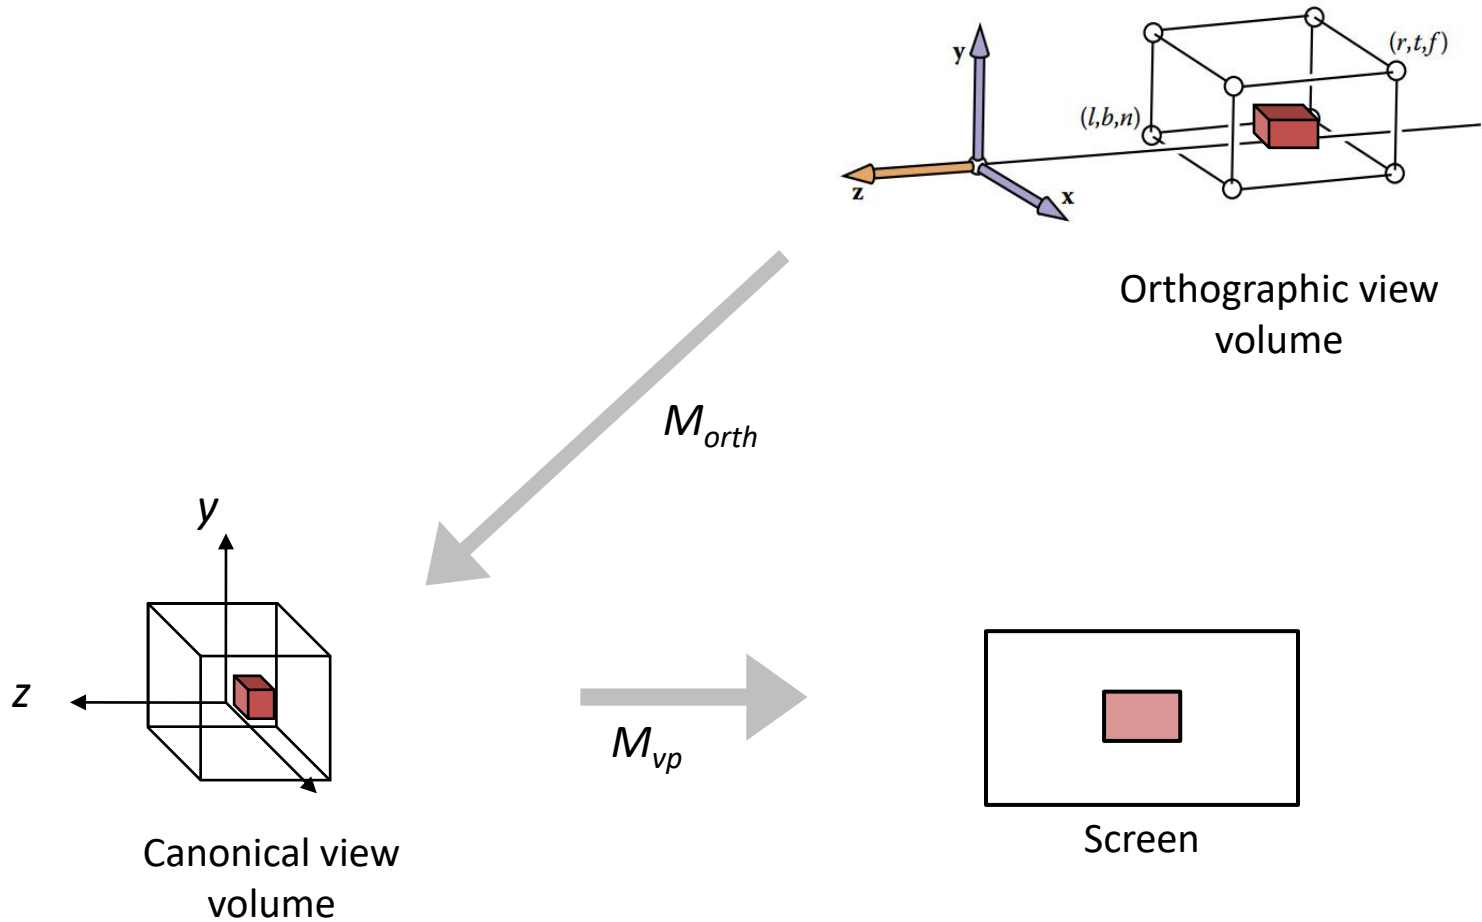 y
(r,t,f)
(l,b,n)
z
x
Orthographic view
volume
M_orth
y
z
M_vp
Canonical view
volume
Screen